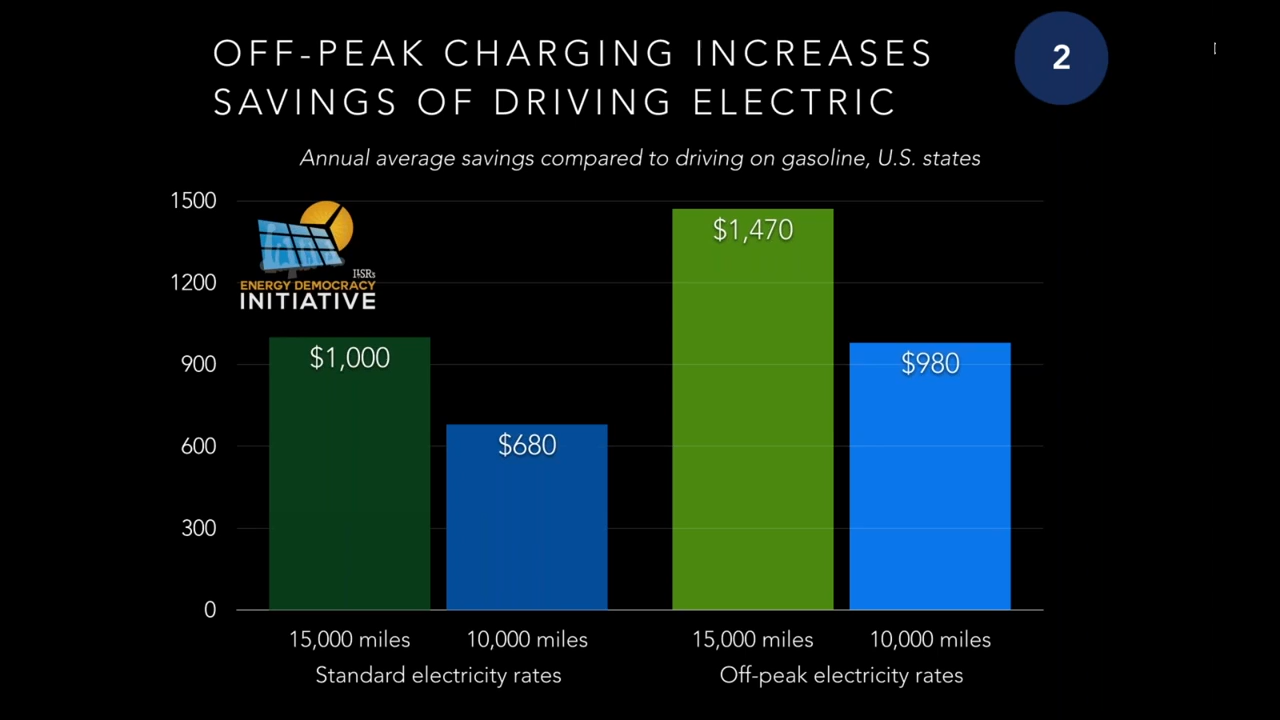 OFF-PEAK CHARGING INCREASES
SAVINGS OF DRIVING ELECTRIC
2
Annual average savings compared to driving on gasoline, U.S. states
1500
1200
900
600
300
0
ENERGY DEMOCRACY
INITIATIVE
$1,000
$680
$1,470
$980
15,000 miles
10,000 miles
15,000 miles
10,000 miles
Standard electricity rates
Off-peak electricity rates